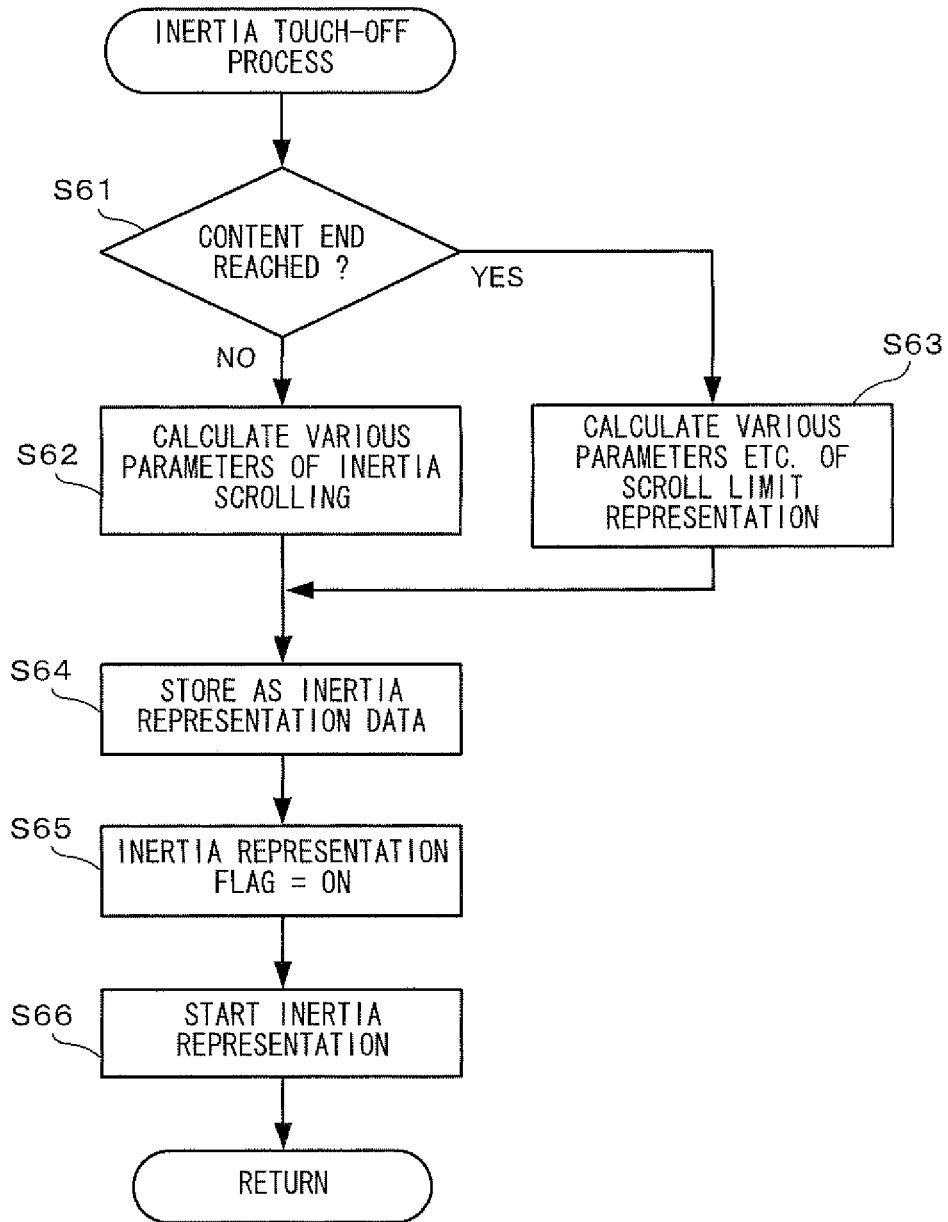 INERTIA TOUCH-OFF
PROCESS
S61
CONTENT END
REACHED ?
YES
NO
S63
S62
CALCULATE VARIOUS
PARAMETERS OF INERTIA
SCROLLING
CALCULATE VARIOUS
PARAMETERS ETC. OF
SCROLL LIMIT
REPRESENTATION
S64
STORE AS INERTIA
REPRESENTATION DATA
S65
INERTIA REPRESENTATION
FLAG = ON
S66
START INERTIA
REPRESENTATION
RETURN